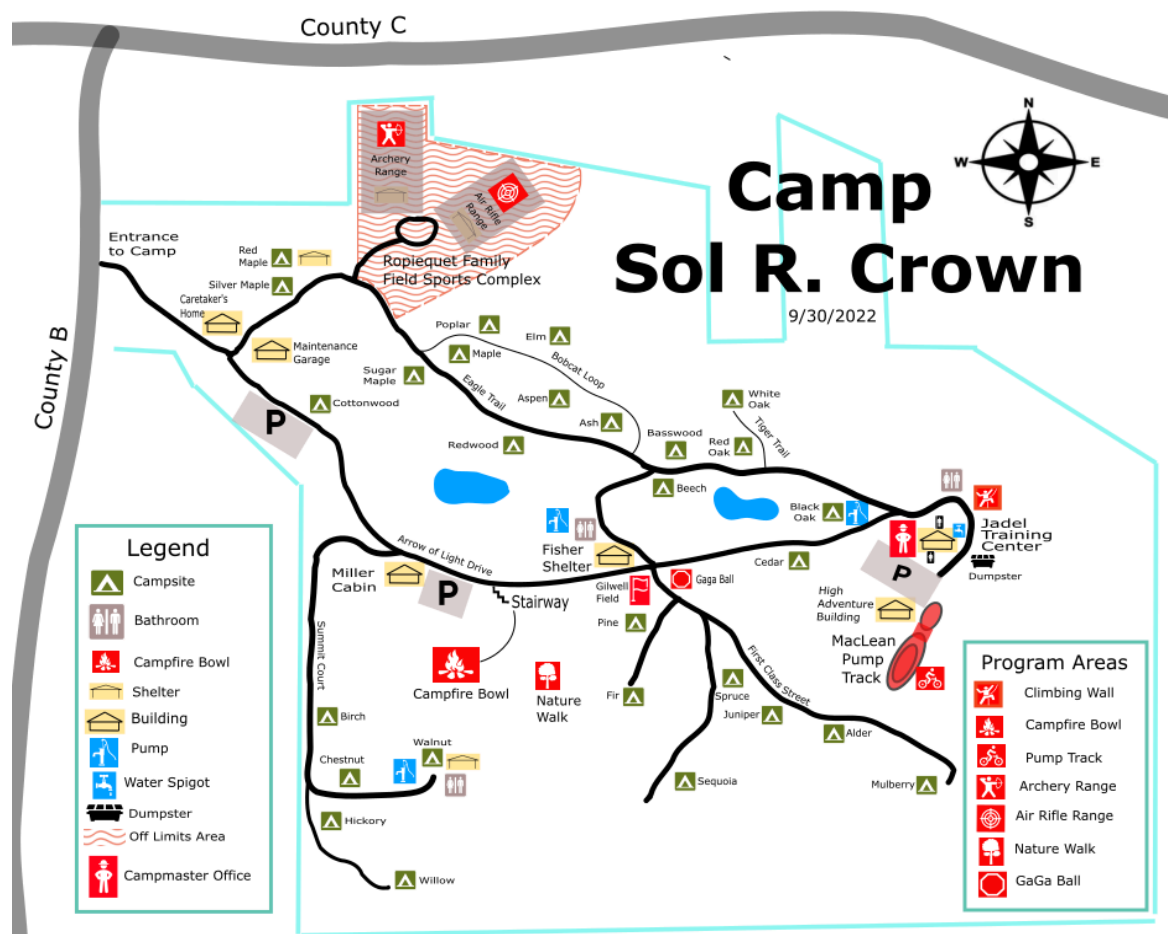 County C
County B
Camp
Sol R. Crown
9/30/2022
N
W
E
S
Archery
Range
Air Rifle
Range
Ropiequet Family
Field Sports Complex
Entrance
to Camp
Red
Maple
Silver Maple
Caretaker's
Home
Maintenance
Garage
Poplar
Elm
Maple
Bobcat Loop
Sugar
Maple
Eagle Trail
Aspen
Ash
Cottonwood
P
Redwood
Basswood
White
Oak
Red
Oak
Tiger Trail
Beech
Black
Oak
Jadel
Training
Center
Dumpster
P
Fisher
Shelter
Cedar
Arrow of Light Drive
Miller
Cabin
P
Stairway
Gilwell
Field
Gaga Ball
High
Adventure
Building
MacLean
Pump
Track
Pine
Summit Court
Campfire Bowl
Nature
Walk
Fir
First Class Street
Spruce
Juniper
Alder
Birch
Walnut
Chestnut
Sequoia
Mulberry
Hickory
Willow
Legend
Campsite
Bathroom
Campfire Bowl
Shelter
Building
Pump
Water Spigot
Dumpster
Off Limits Area
Campmaster Office
Program Areas
Climbing Wall
Campfire Bowl
Pump Track
Archery Range
Air Rifle Range
Nature Walk
GaGa Ball